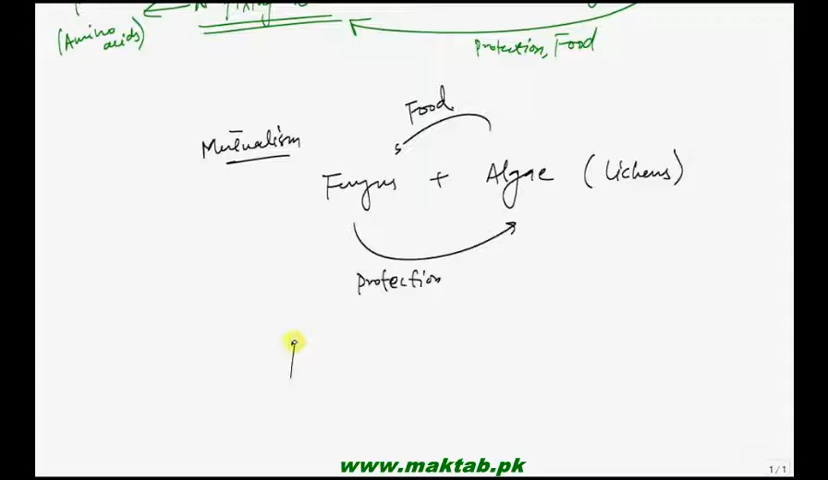 (Amino
acids)
Protection, Food
Food
Mutualism
Fungus + Algae (Lichens)
Protection
www.maktab.pk
1/1